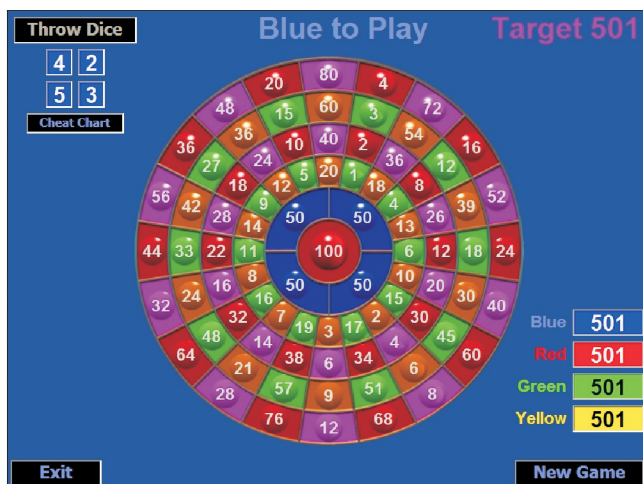 Throw Dice Blue to Play Target 501
4 2
5 3
Cheat Chart
20 80 4
48 15 60 3 72
36 36 10 40 2 54 16
27 24 36 12
18 12 5 20 1 18 8
56 42 28 9 4 26 39 52
14 50 50 13
44 33 22 11 100 6 12 18 24
8 50 50 10
32 24 16 16 15 20 30 40
32 7 19 3 17 2 30
64 48 14 4 45 60
38 6 34
21 6
28 57 9 51 8
76 12 68
Blue 501
Red 501
Green 501
Yellow 501
Exit New Game